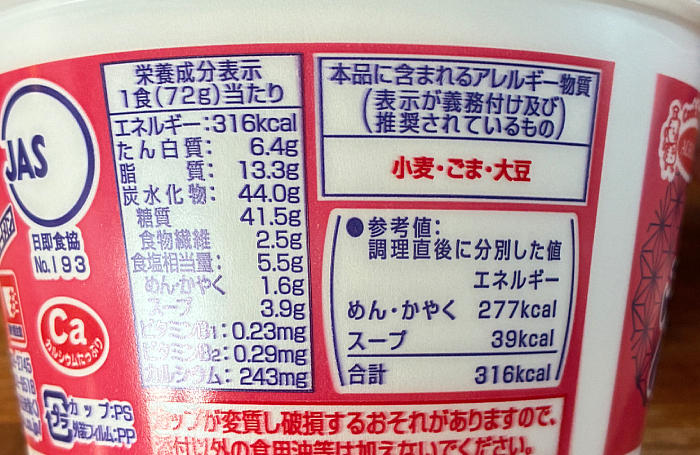 栄養成分表示
1食(72g)当たり
エネルギー:316kcal
たん白質: 6.4g
脂質: 13.3g
炭水化物: 44.0g
糖質 41.5g
食物繊維 2.5g
食塩相当量: 5.5g
めん・かやく 1.6g
スープ 3.9g
ビタミンB1: 0.23mg
ビタミンB2: 0.29mg
カルシウム: 243mg
本品に含まれるアレルギー物質
(表示が義務付け及び
推奨されているもの)
小麦・ごま・大豆
●参考値:
調理直後に分別した値
エネルギー
めん・かやく 277kcal
スープ 39kcal
合計 316kcal
JAS
日即食協
No.193
Ca
カルシウムたっぷり
プラ
カップ:PS
外装フィルム:PP
カップが変質し破損するおそれがありますので、
以外の食用油等は加えないでください。